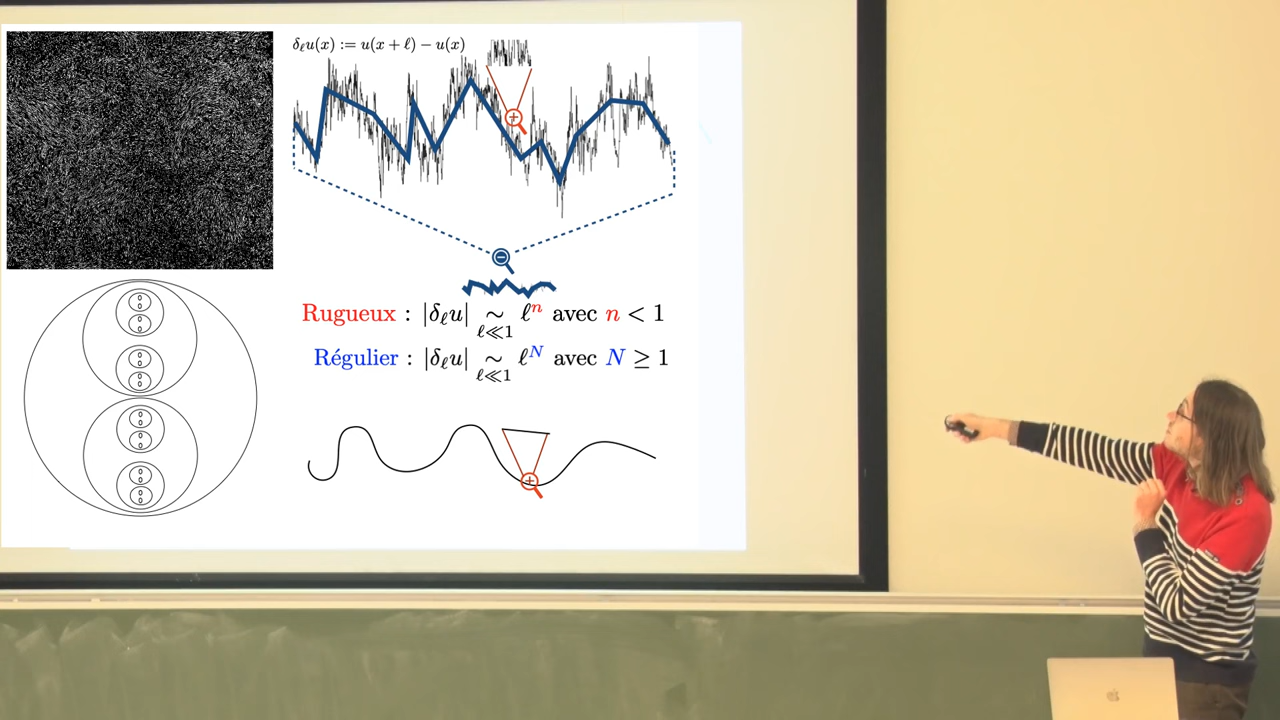 δ_ℓu(x) := u(x + ℓ) − u(x)
Rugueux : |δ_ℓu| ∼ ℓ^n avec n < 1
ℓ≪1
Régulier : |δ_ℓu| ∼ ℓ^N avec N ≥ 1
ℓ≪1